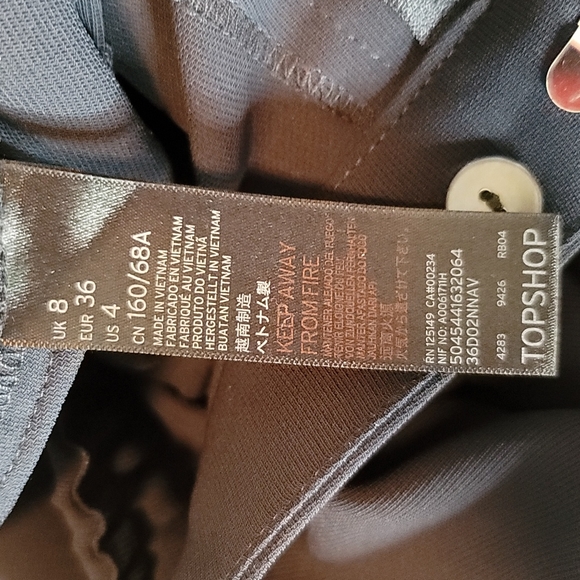 TOPSHOP
4283 9426 RB04
36D02NNAV
5045441632064
NIF NO: A0061711H
RN 125149 CA#00234
KEEP AWAY
FROM FIRE
ベトナム製
越南制造
BUATAN VIETNAM
HERGESTELLT IN VIETNAM
PRODUTO DO VIETNÃ
FABRIQUÉ AU VIETNAM
FABRICADO EN VIETNAM
MADE IN VIETNAM
CN 160/68A
US 4
EUR 36
UK 8